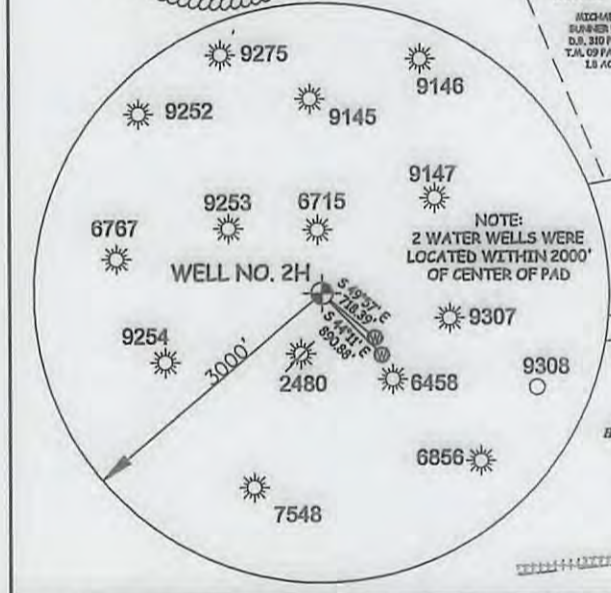 9275
9146
9252
9145
9147
9253
6715
6767
NOTE:
2 WATER WELLS WERE
LOCATED WITHIN 2000'
OF CENTER OF PAD
WELL NO. 2H
S 49°57' E
718.39'
S 44°11' E
890.88'
9307
9254
3000'
2480
6458
9308
6856
7548